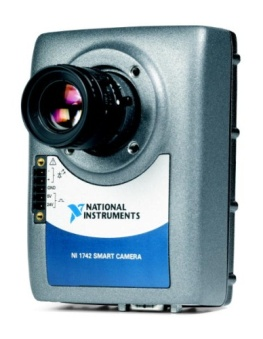 NATIONAL
INSTRUMENTS
NI 1742 SMART CAMERA